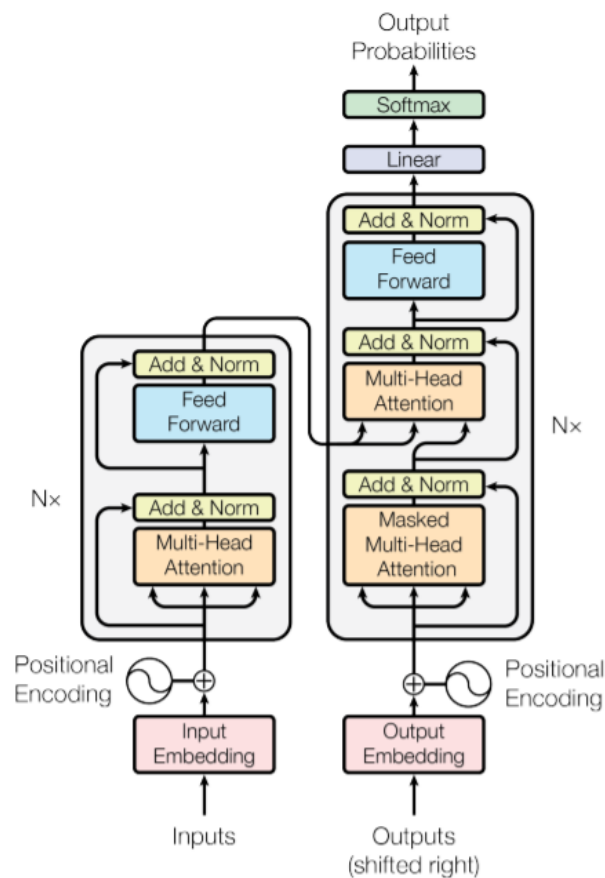 Output
Probabilities
Softmax
Linear
Add & Norm
Feed
Forward
Add & Norm
Multi-Head
Attention
Nx
Add & Norm
Masked
Multi-Head
Attention
Add & Norm
Feed
Forward
Nx
Add & Norm
Multi-Head
Attention
Positional
Encoding
Positional
Encoding
Input
Embedding
Output
Embedding
Inputs
Outputs
(shifted right)